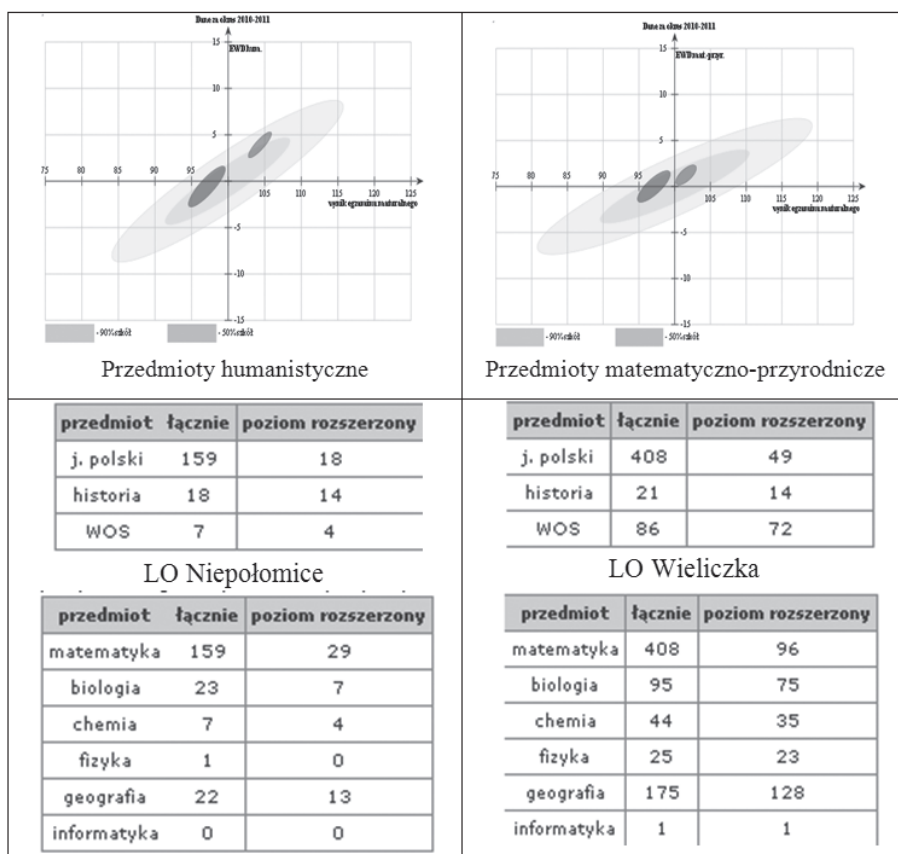 Dane za okres 2010-2011
15
EWD hum.
10
5
75 80 85 90 95 105 110 115 120 125
wynik egzaminu maturalnego
-5
-10
-15
- 90% szkół - 50% szkół
Przedmioty humanistyczne
Dane za okres 2010-2011
15
EWD mat.-przyr.
10
5
75 80 85 90 95 105 110 115 120 125
wynik egzaminu maturalnego
-5
-10
-15
- 90% szkół - 50% szkół
Przedmioty matematyczno-przyrodnicze
przedmiot łącznie poziom rozszerzony
j. polski 159 18
historia 18 14
WOS 7 4
LO Niepołomice
przedmiot łącznie poziom rozszerzony
matematyka 159 29
biologia 23 7
chemia 7 4
fizyka 1 0
geografia 22 13
informatyka 0 0
przedmiot łącznie poziom rozszerzony
j. polski 408 49
historia 21 14
WOS 86 72
LO Wieliczka
przedmiot łącznie poziom rozszerzony
matematyka 408 96
biologia 95 75
chemia 44 35
fizyka 25 23
geografia 175 128
informatyka 1 1